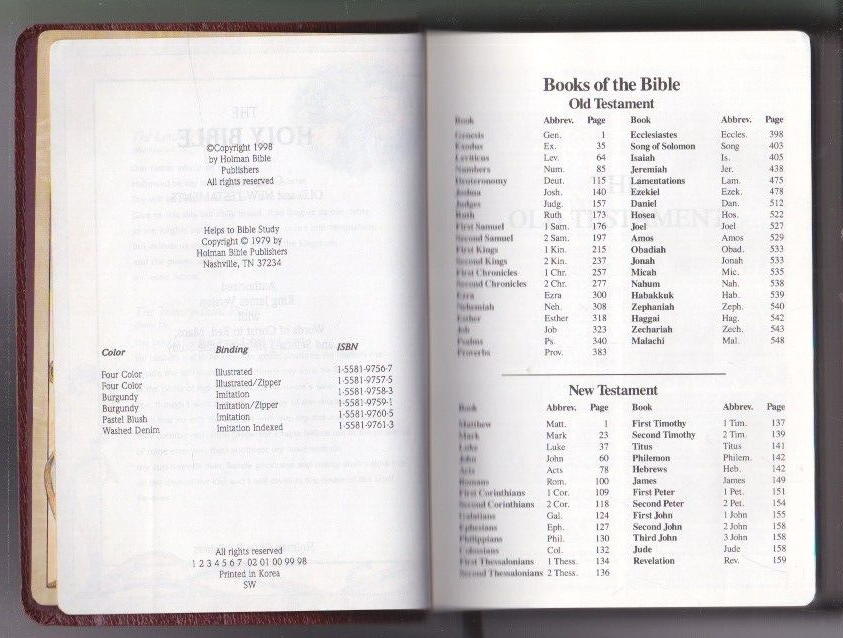 ©Copyright 1998
by Holman Bible
Publishers
All rights reserved
Helps to Bible Study
Copyright © 1979 by
Holman Bible Publishers
Nashville, TN 37234
Color Binding ISBN
Four Color Illustrated 1-5581-9756-7
Four Color Illustrated/Zipper 1-5581-9757-5
Burgundy Imitation 1-5581-9758-3
Burgundy Imitation/Zipper 1-5581-9759-1
Pastel Blush Imitation 1-5581-9760-5
Washed Denim Imitation Indexed 1-5581-9761-3
All rights reserved
1 2 3 4 5 6 7 02 01 00 99 98
Printed in Korea
SW
Books of the Bible
Old Testament
Book Abbrev. Page Book Abbrev. Page
Genesis Gen. 1 Ecclesiastes Eccles. 398
Exodus Ex. 35 Song of Solomon Song 403
Leviticus Lev. 64 Isaiah Is. 405
Numbers Num. 85 Jeremiah Jer. 438
Deuteronomy Deut. 115 Lamentations Lam. 475
Joshua Josh. 140 Ezekiel Ezek. 478
Judges Judg. 157 Daniel Dan. 512
Ruth Ruth 173 Hosea Hos. 522
First Samuel 1 Sam. 176 Joel Joel 527
Second Samuel 2 Sam. 197 Amos Amos 529
First Kings 1 Kin. 215 Obadiah Obad. 533
Second Kings 2 Kin. 237 Jonah Jonah 533
First Chronicles 1 Chr. 257 Micah Mic. 535
Second Chronicles 2 Chr. 277 Nahum Nah. 538
Ezra Ezra 300 Habakkuk Hab. 539
Nehemiah Neh. 308 Zephaniah Zeph. 540
Esther Esther 318 Haggai Hag. 542
Job Job 323 Zechariah Zech. 543
Psalms Ps. 340 Malachi Mal. 548
Proverbs Prov. 383
New Testament
Book Abbrev. Page Book Abbrev. Page
Matthew Matt. 1 First Timothy 1 Tim. 137
Mark Mark 23 Second Timothy 2 Tim. 139
Luke Luke 37 Titus Titus 141
John John 60 Philemon Philem. 142
Acts Acts 78 Hebrews Heb. 142
Romans Rom. 100 James James 149
First Corinthians 1 Cor. 109 First Peter 1 Pet. 151
Second Corinthians 2 Cor. 118 Second Peter 2 Pet. 154
Galatians Gal. 124 First John 1 John 155
Ephesians Eph. 127 Second John 2 John 158
Philippians Phil. 130 Third John 3 John 158
Colossians Col. 132 Jude Jude 158
First Thessalonians 1 Thess. 134 Revelation Rev. 159
Second Thessalonians 2 Thess. 136